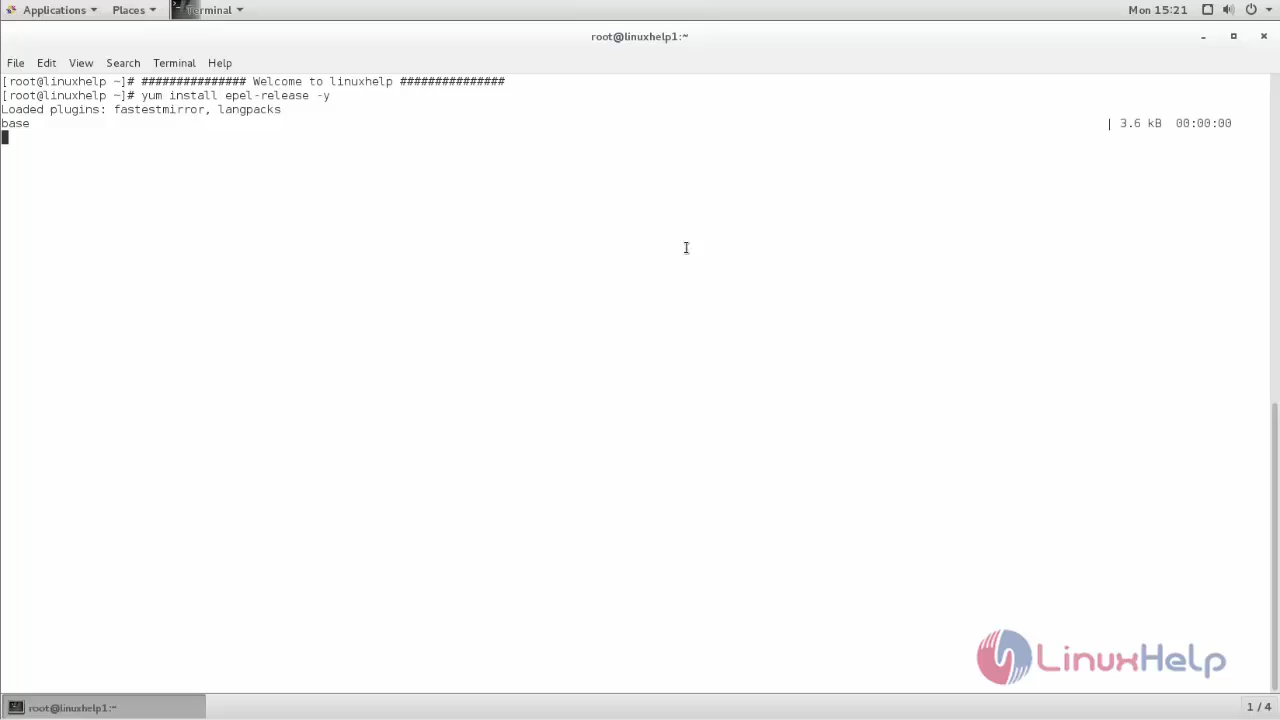 Applications Places Terminal Mon 15:21
root@linuxhelp1:~
File Edit View Search Terminal Help
[root@linuxhelp ~]# ############### Welcome to linuxhelp ###############
[root@linuxhelp ~]# yum install epel-release -y
Loaded plugins: fastestmirror, langpacks
base | 3.6 kB 00:00:00
LinuxHelp
root@linuxhelp1:~ 1 / 4